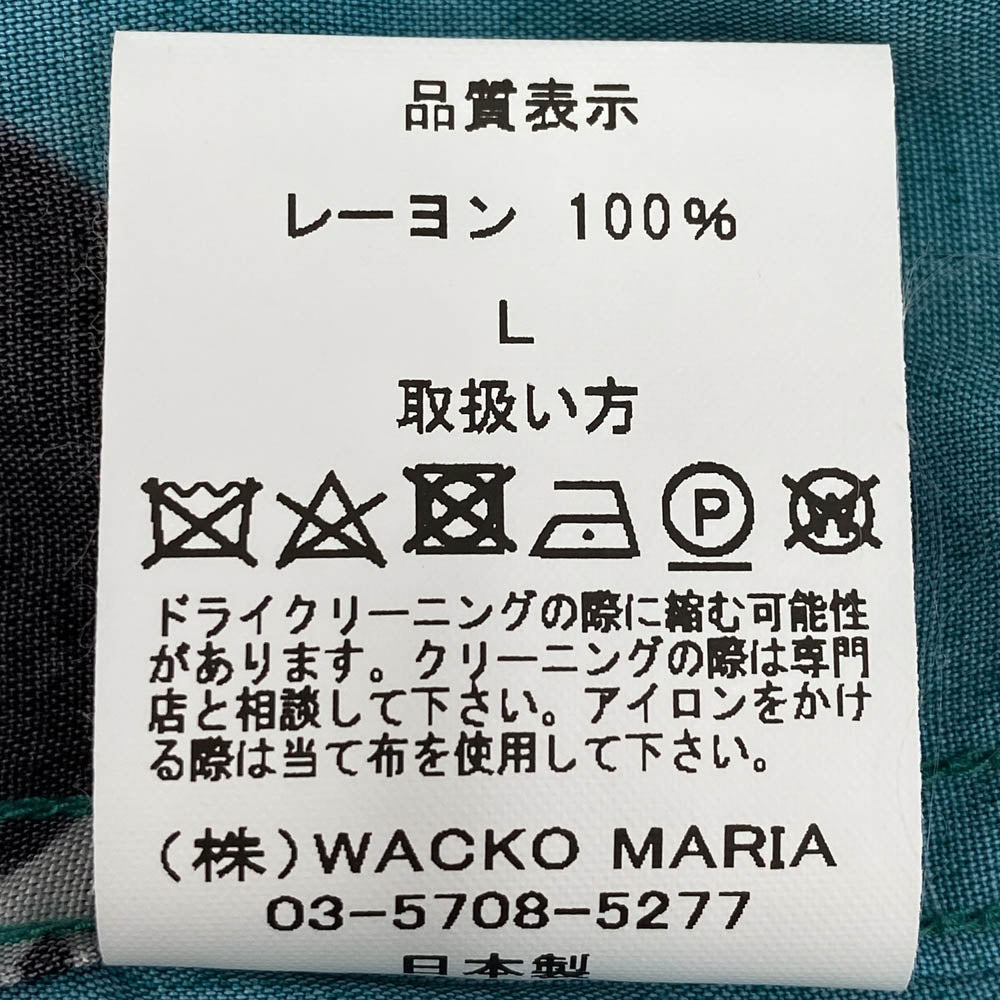 品質表示
レーヨン 100%
L
取扱い方
P W
ドライクリーニングの際に縮む可能性
があります。クリーニングの際は専門
店と相談して下さい。アイロンをかけ
る際は当て布を使用して下さい。
(株)WACKO MARIA
03-5708-5277
日本製